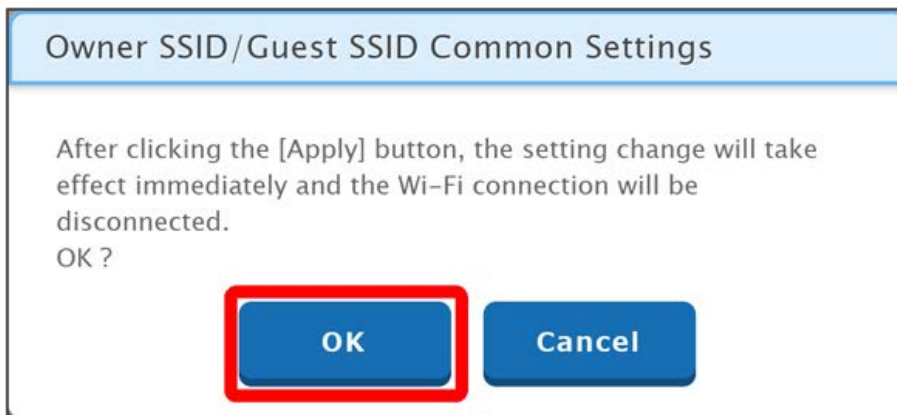 Owner SSID/Guest SSID Common Settings
After clicking the [Apply] button, the setting change will take
effect immediately and the Wi-Fi connection will be
disconnected.
OK ?
OK
Cancel